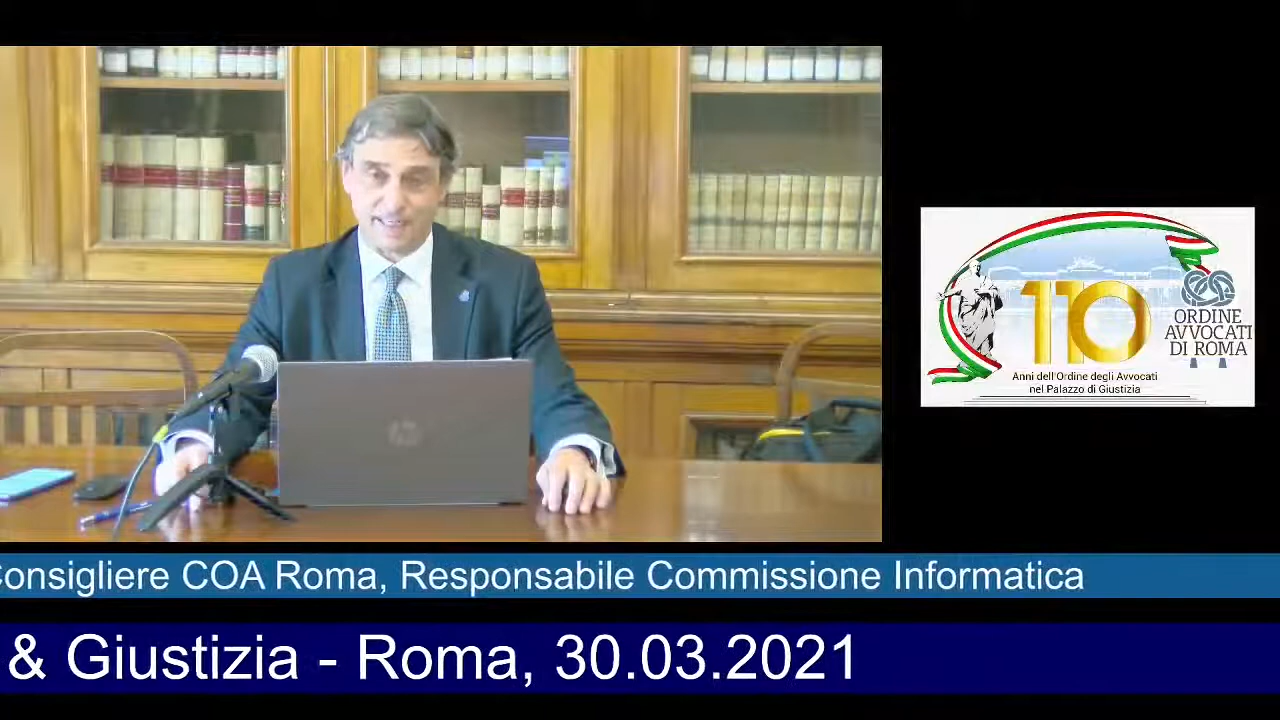 110
ORDINE
AVVOCATI
DI ROMA
Anni dell'Ordine degli Avvocati
nel Palazzo di Giustizia
Consigliere COA Roma, Responsabile Commissione Informatica
& Giustizia - Roma, 30.03.2021